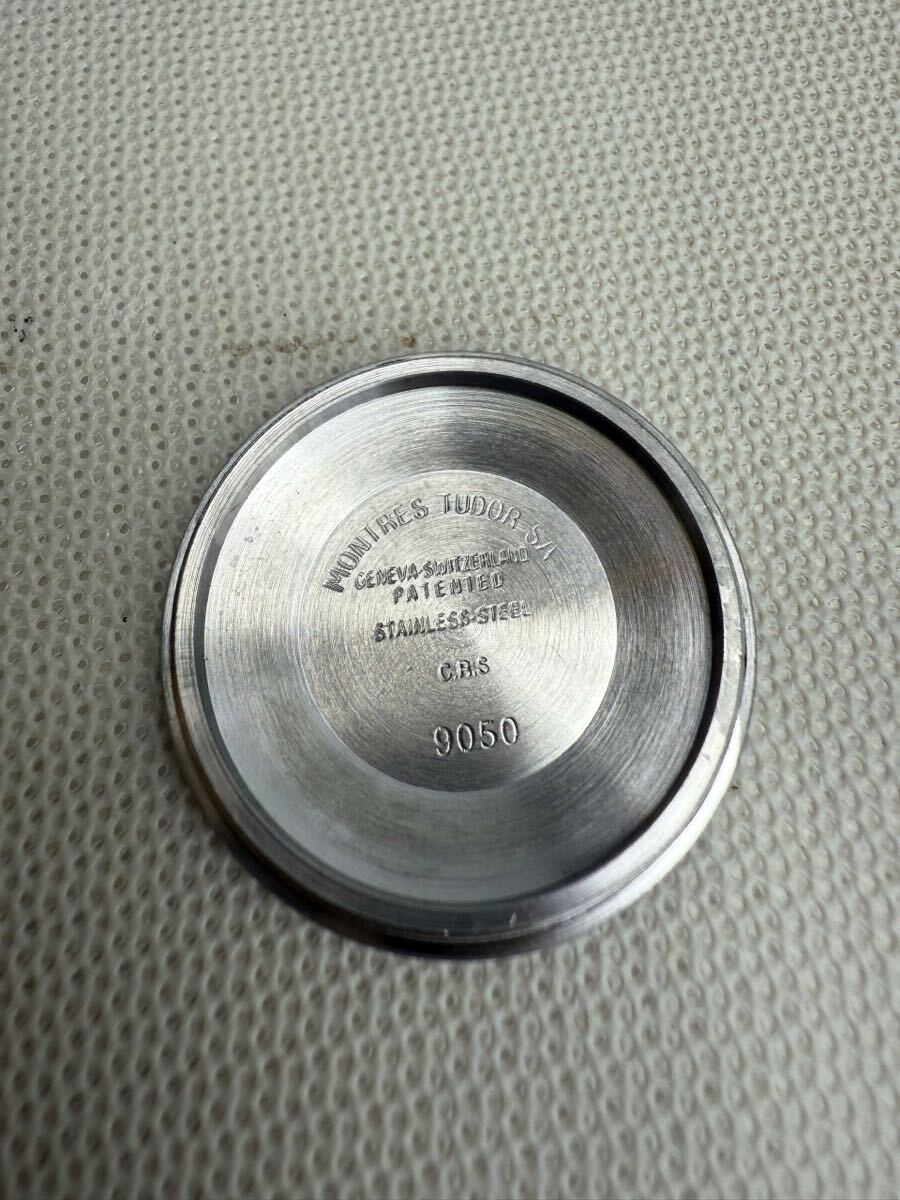 MONTRES TUDOR SA
GENEVA-SWITZERLAND
PATENTED
STAINLESS-STEEL
C.R.S
9050